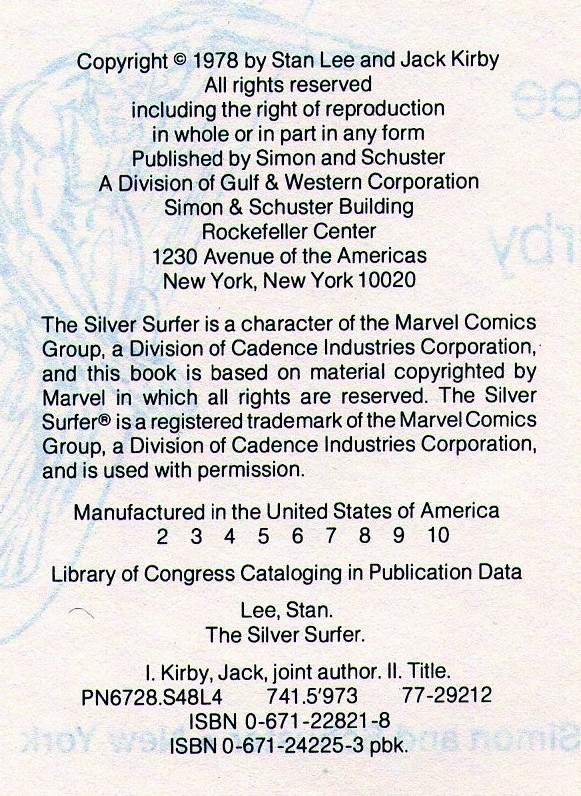 Copyright © 1978 by Stan Lee and Jack Kirby
All rights reserved
including the right of reproduction
in whole or in part in any form
Published by Simon and Schuster
A Division of Gulf & Western Corporation
Simon & Schuster Building
Rockefeller Center
1230 Avenue of the Americas
New York, New York 10020
The Silver Surfer is a character of the Marvel Comics
Group, a Division of Cadence Industries Corporation,
and this book is based on material copyrighted by
Marvel in which all rights are reserved. The Silver
Surfer® is a registered trademark of the Marvel Comics
Group, a Division of Cadence Industries Corporation,
and is used with permission.
Manufactured in the United States of America
2 3 4 5 6 7 8 9 10
Library of Congress Cataloging in Publication Data
Lee, Stan.
The Silver Surfer.
I. Kirby, Jack, joint author. II. Title.
PN6728.S48L4 741.5'973 77-29212
ISBN 0-671-22821-8
ISBN 0-671-24225-3 pbk.